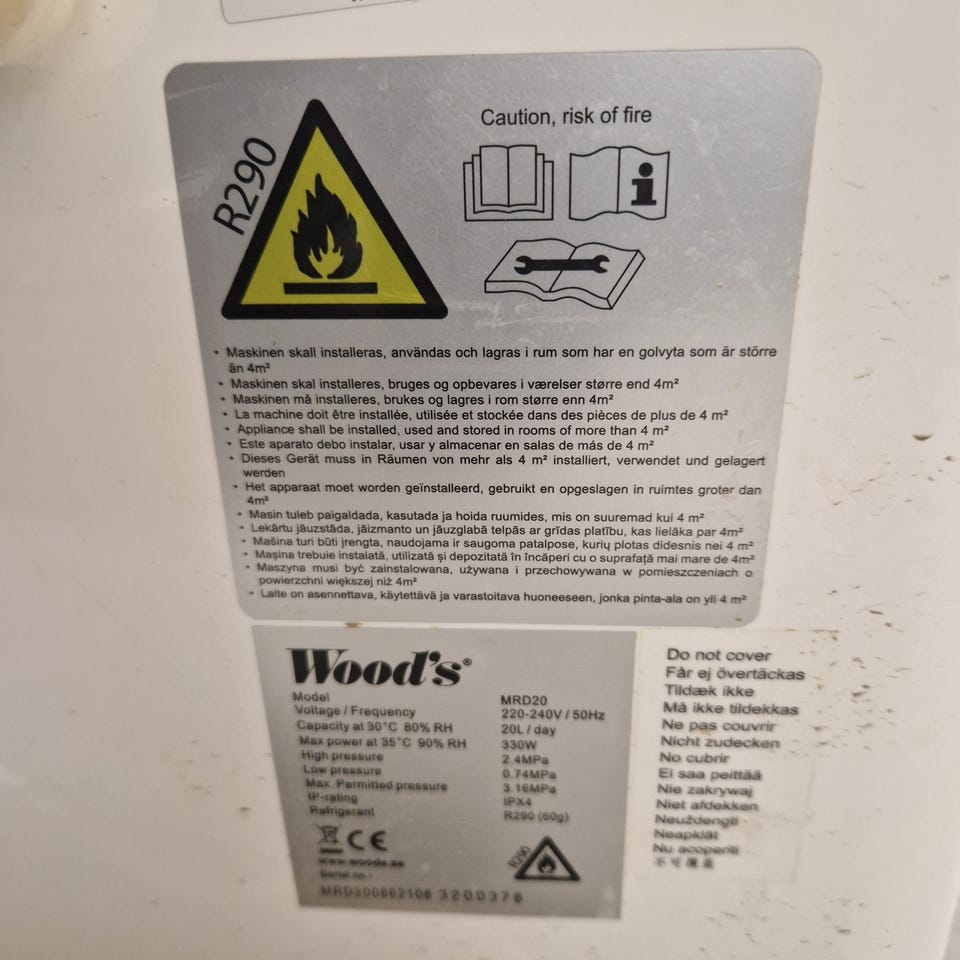 R290
Caution, risk of fire
• Maskinen skall installeras, användas och lagras i rum som har en golvyta som är större
än 4m²
• Maskinen skal installeres, bruges og opbevares i værelser større end 4m²
• Maskinen må installeres, brukes og lagres i rom større enn 4m²
• La machine doit être installée, utilisée et stockée dans des pièces de plus de 4 m²
• Appliance shall be installed, used and stored in rooms of more than 4 m²
• Este aparato debo instalar, usar y almacenar en salas de más de 4 m²
• Dieses Gerät muss in Räumen von mehr als 4 m² installiert, verwendet und gelagert
werden
• Het apparaat moet worden geïnstalleerd, gebruikt en opgeslagen in ruimtes groter dan
4m²
• Masin tuleb paigaldada, kasutada ja hoida ruumides, mis on suuremad kui 4 m²
• Lekārtu jāuzstāda, jāizmanto un jāuzglabā telpās ar grīdas platību, kas lielāka par 4m²
• Mašina turi būti įrengta, naudojama ir saugoma patalpose, kurių plotas didesnis nei 4 m²
• Mașina trebuie instalată, utilizată și depozitată în încăperi cu o suprafață mai mare de 4m²
• Maszyna musi być zainstalowana, używana i przechowywana w pomieszczeniach o
powierzchni większej niż 4m²
• Laite on asennettava, käytettävä ja varastoitava huoneeseen, jonka pinta-ala on yli 4 m²
Wood's®
Model MRD20
Voltage / Frequency 220-240V / 50Hz
Capacity at 30°C 80% RH 20L / day
Max power at 35°C 90% RH 330W
High pressure 2.4MPa
Low pressure 0.74MPa
Max. Permitted pressure 3.16MPa
IP-rating IPX4
Refrigerant R290 (60g)
CE
R290
www.woods.se
Serial no.:
MRD200862108 3200378
Do not cover
Får ej övertäckas
Tildæk ikke
Må ikke tildekkas
Ne pas couvrir
Nicht zudecken
No cubrir
Ei saa peittää
Nie zakrywaj
Niet afdekken
Neuždengti
Neapklāt
Nu acoperiti
不可覆盖